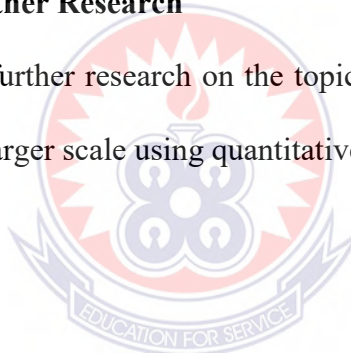 ther Research
further research on the topic
arger scale using quantitative
EDUCATION FOR SERVICE